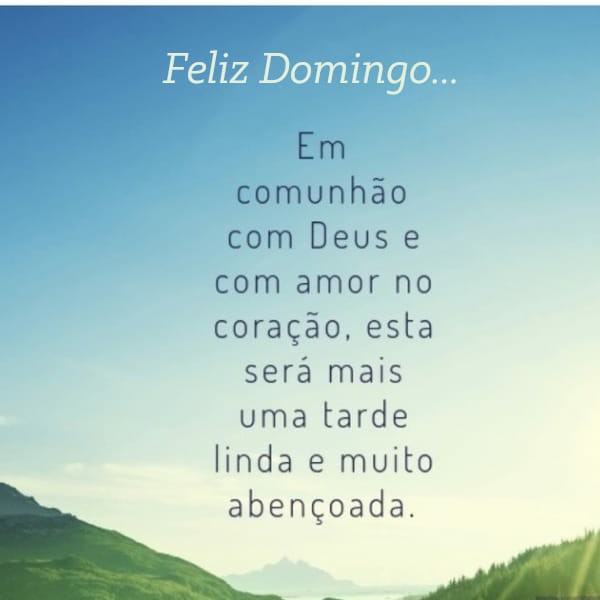 Feliz Domingo...
Em
comunhão
com Deus e
com amor no
coração, esta
será mais
uma tarde
linda e muito
abençoada.